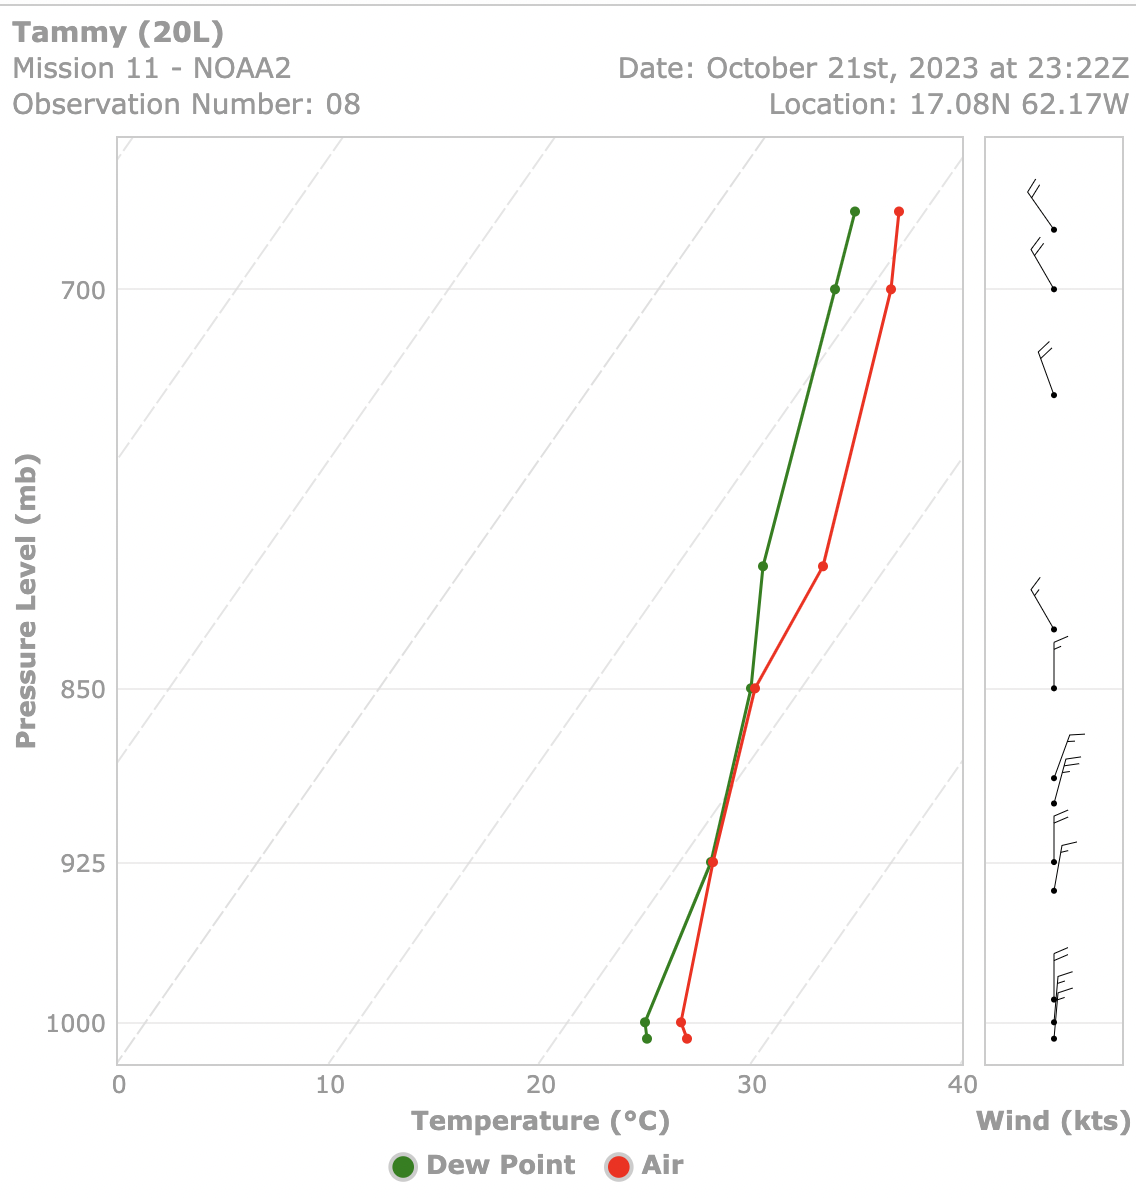 Tammy (20L)
Mission 11 - NOAA2
Date: October 21st, 2023 at 23:22Z
Observation Number: 08
Location: 17.08N 62.17W
700
Pressure Level (mb)
850
925
1000
0 10 20 30 40
Temperature (°C)
Wind (kts)
Dew Point
Air